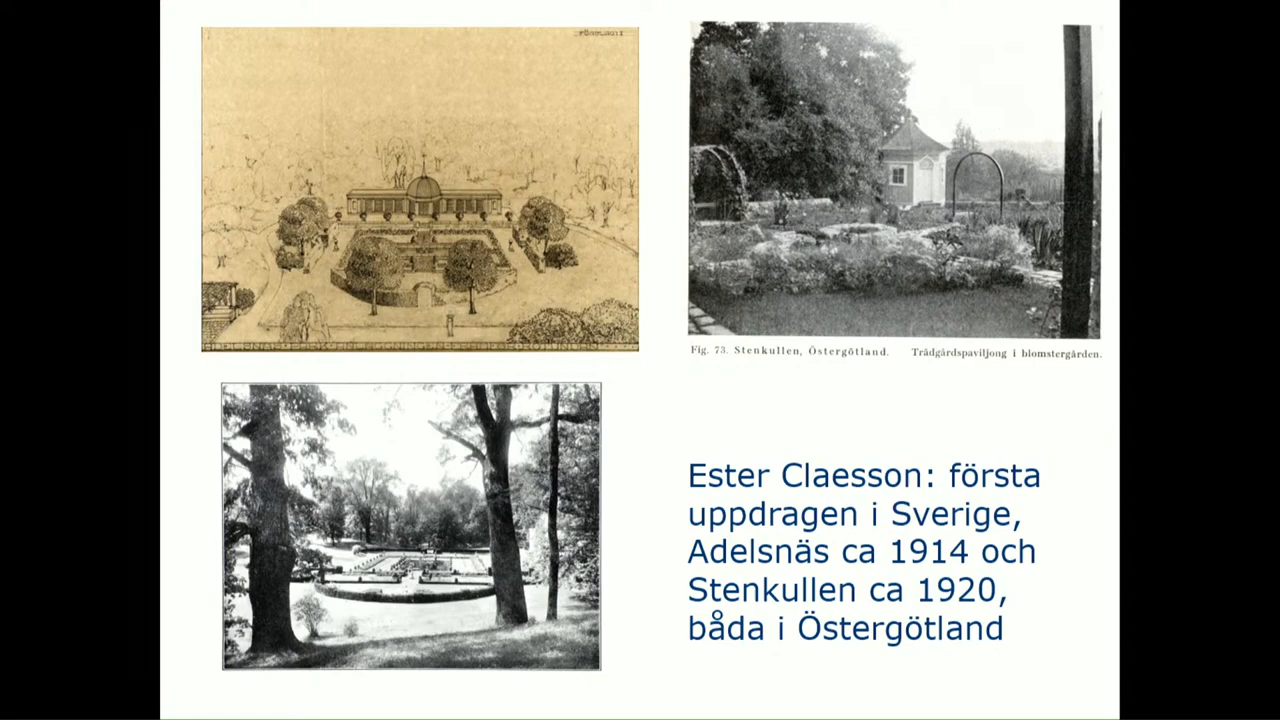 Fig. 73. Stenkullen, Östergötland. Trädgårdspaviljong i blomstergården.
Ester Claesson: första
uppdragen i Sverige,
Adelsnäs ca 1914 och
Stenkullen ca 1920,
båda i Östergötland